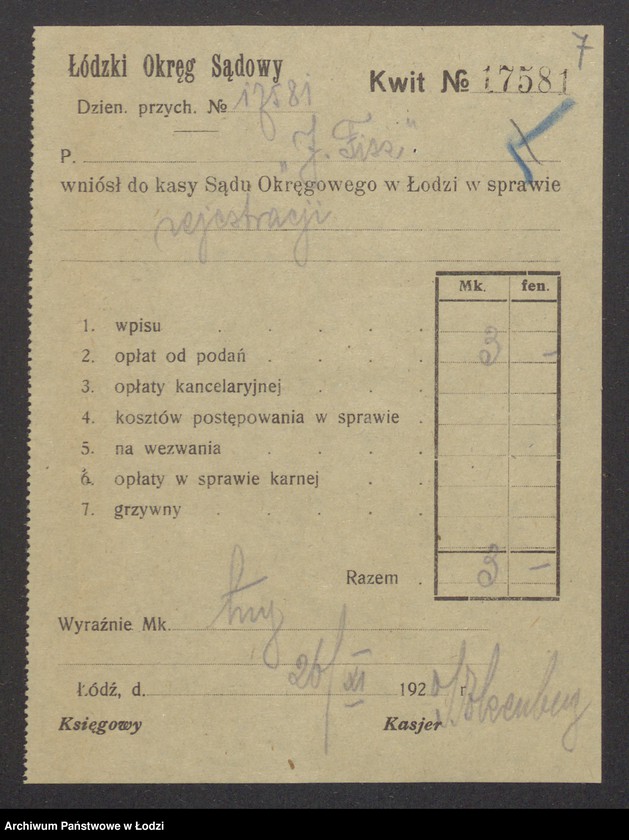 7
Łódzki Okręg Sądowy
Kwit № 17581
Dzien. przych. № 17581
P. "J. Fisz"
wniósł do kasy Sądu Okręgowego w Łodzi w sprawie
rejestracji
Mk. fen.
1. wpisu
2. opłat od podań 3 –
3. opłaty kancelaryjnej
4. kosztów postępowania w sprawie
5. na wezwania
6. opłaty w sprawie karnej
7. grzywny
Razem 3 –
Wyraźnie Mk. trzy
Łódź, d. 26/XI 1920 r.
Księgowy Kasjer
Archiwum Państwowe w Łodzi